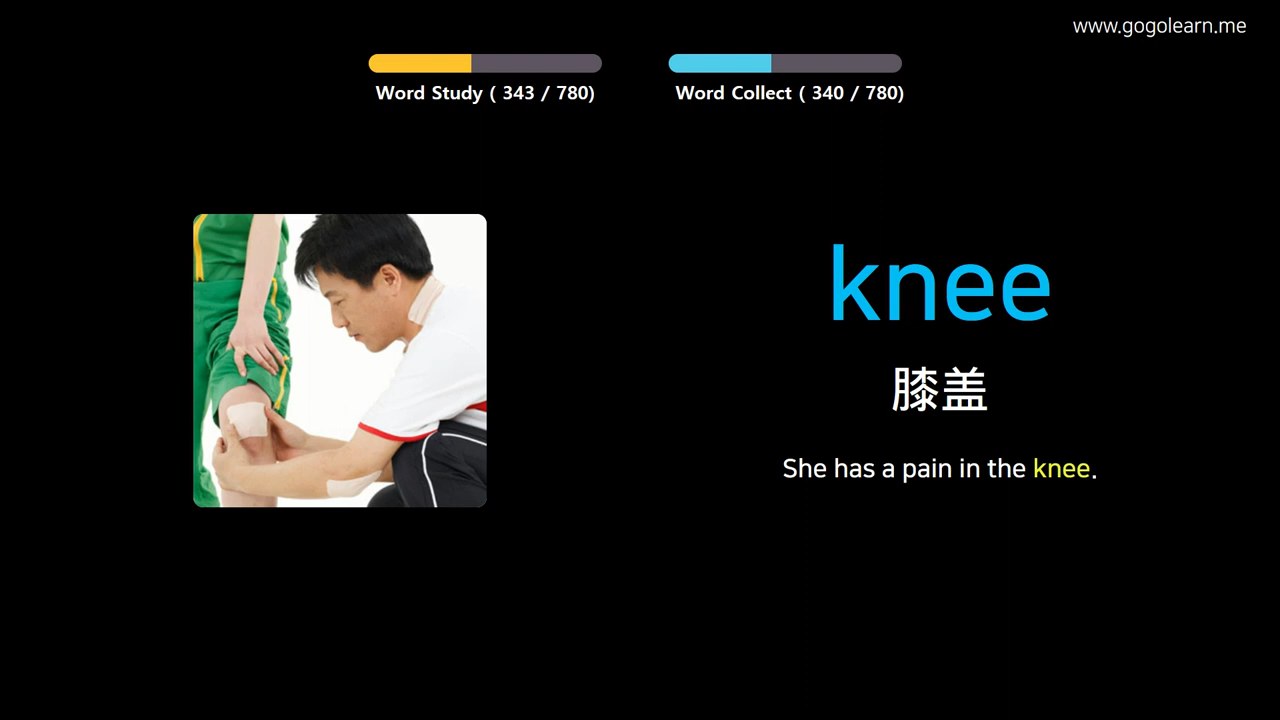 www.gogolearn.me
Word Study ( 343 / 780)
Word Collect ( 340 / 780)
knee
膝盖
She has a pain in the knee.